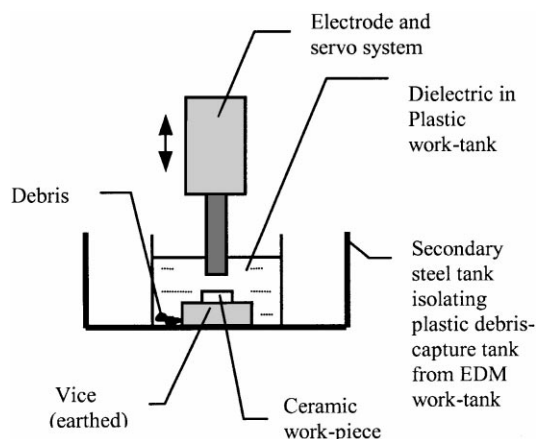 Electrode and
servo system
Dielectric in
Plastic
work-tank
Debris
Secondary
steel tank
isolating
plastic debris-
capture tank
from EDM
work-tank
Vice
(earthed)
Ceramic
work-piece